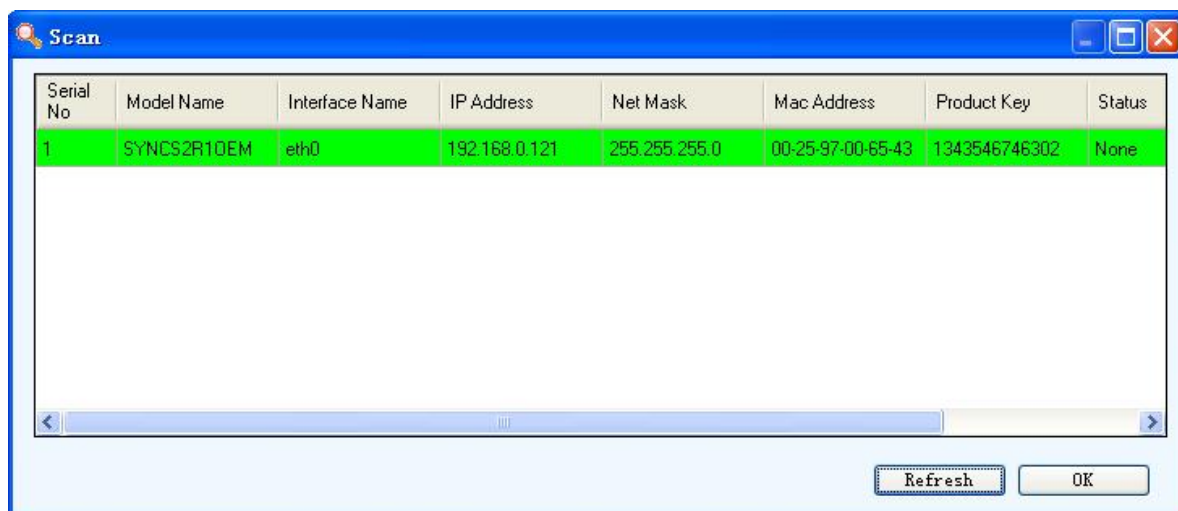 Scan
Serial No Model Name Interface Name IP Address Net Mask Mac Address Product Key Status
1 SYNCS2R1OEM eth0 192.168.0.121 255.255.255.0 00-25-97-00-65-43 1343546746302 None
Refresh OK